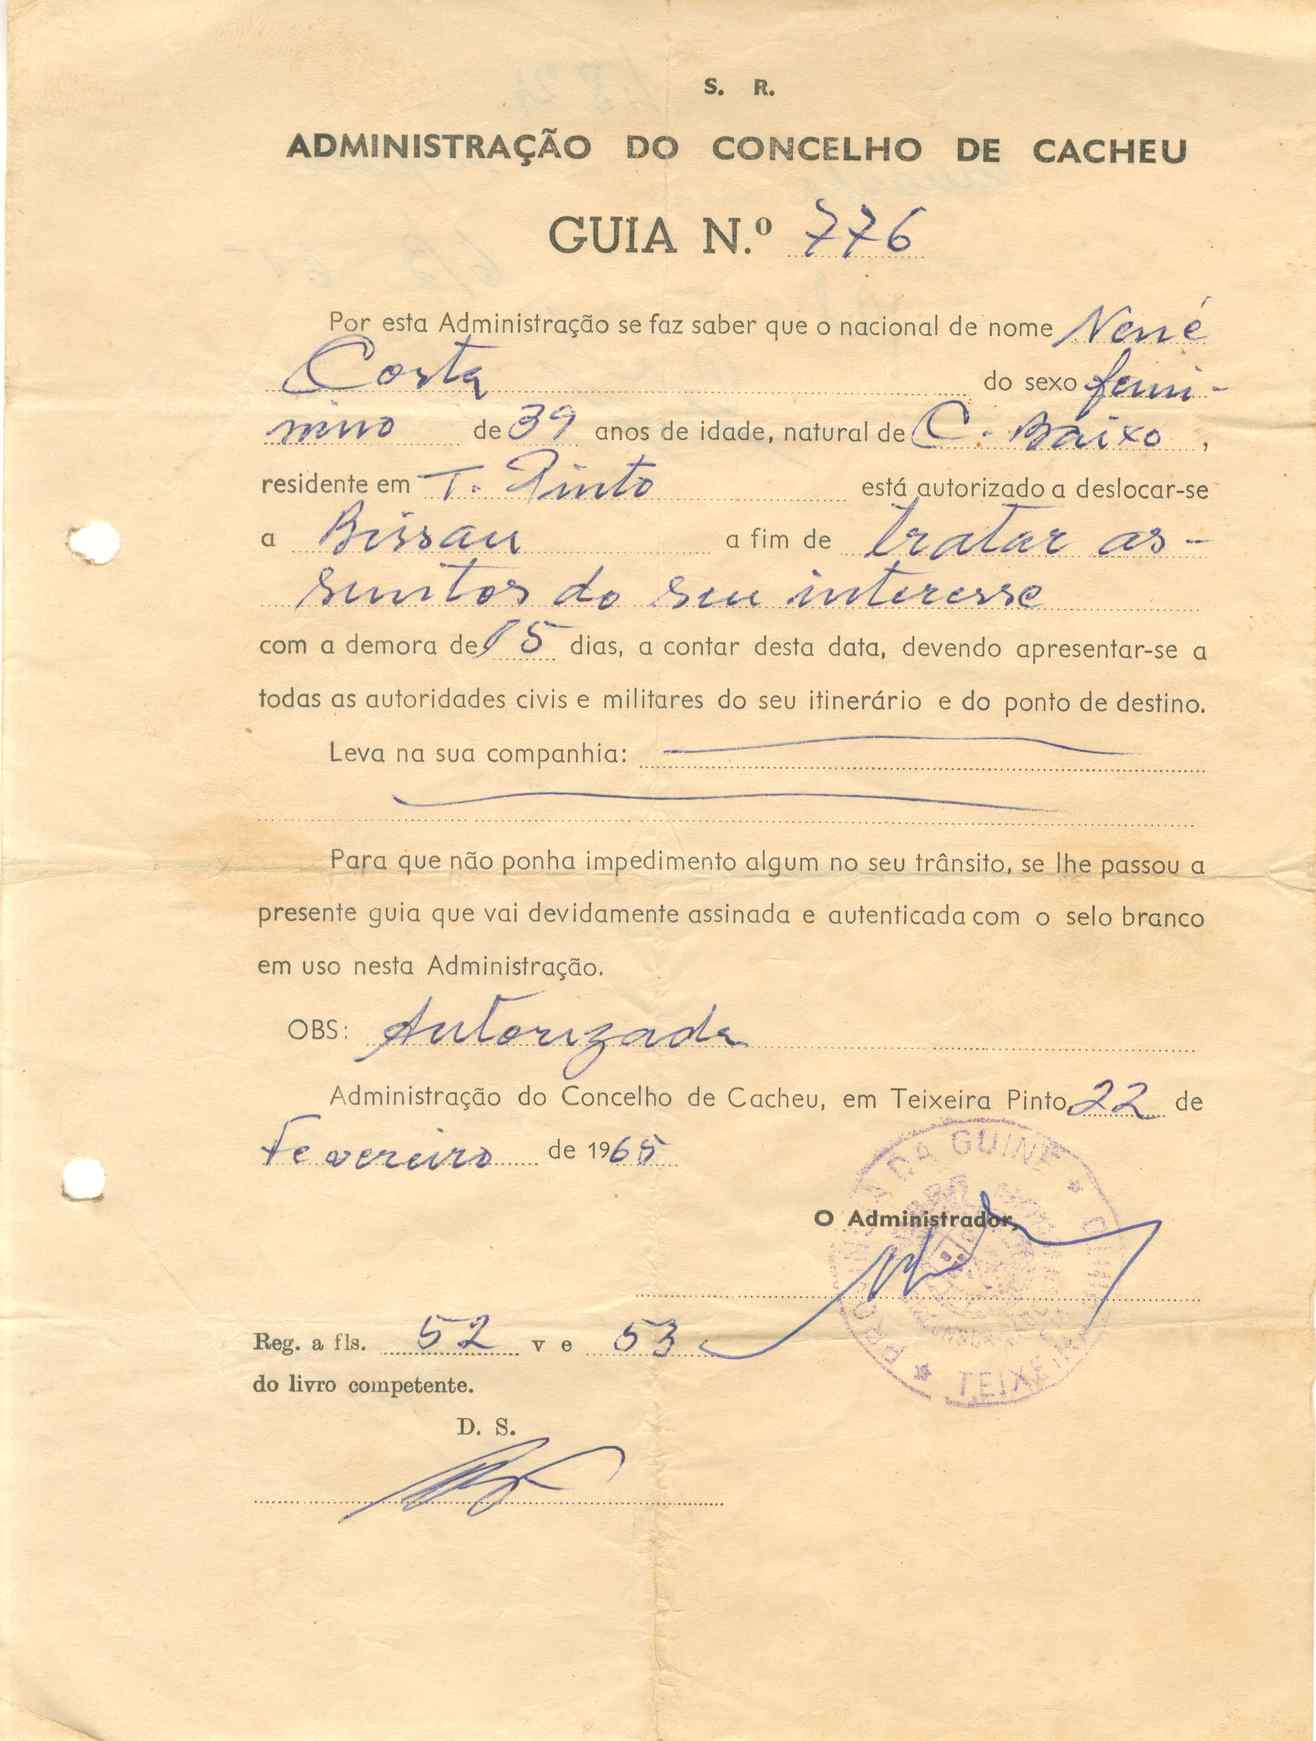 S. R.
ADMINISTRAÇÃO DO CONCELHO DE CACHEU
GUIA N.º 776
Por esta Administração se faz saber que o nacional de nome Nené
Costa do sexo femi-
nino de 39 anos de idade, natural de C. Baixo,
residente em T. Pinto está autorizado a deslocar-se
a Bissau a fim de tratar as-
suntos do seu interesse
com a demora de 15 dias, a contar desta data, devendo apresentar-se a
todas as autoridades civis e militares do seu itinerário e do ponto de destino.
Leva na sua companhia:
Para que não ponha impedimento algum no seu trânsito, se lhe passou a
presente guia que vai devidamente assinada e autenticada com o selo branco
em uso nesta Administração.
OBS: Autorizada
Administração do Concelho de Cacheu, em Teixeira Pinto 22 de
Fevereiro de 1965
O Administrador,
DA GUINÉ
TEIXEI
Reg. a fls. 52 v e 53
do livro competente.
D. S.